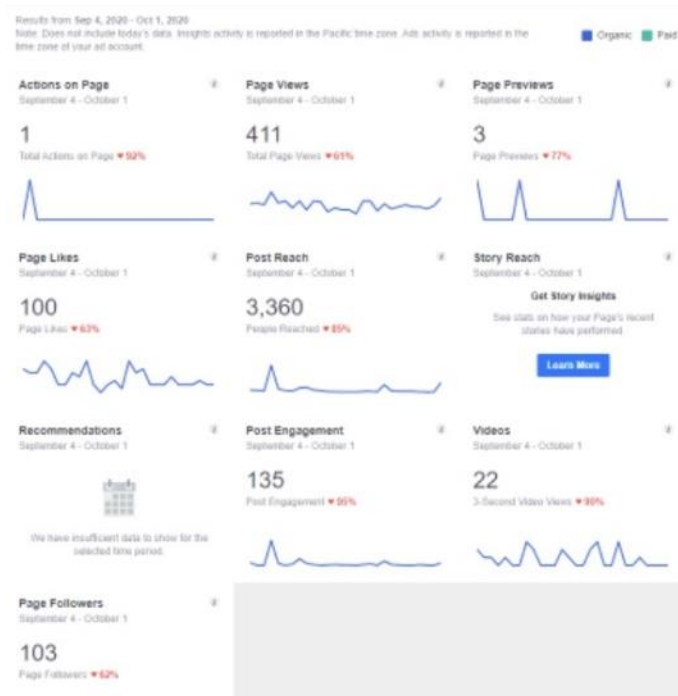 Results from Sep 4, 2020 - Oct 1, 2020
Note: Does not include today's data. Insights activity is reported in the Pacific time zone. Ads activity is reported in the
time zone of your ad account.
Organic Paid
Actions on Page
September 4 - October 1
1
Total Actions on Page ▼92%
Page Views
September 4 - October 1
411
Total Page Views ▼61%
Page Previews
September 4 - October 1
3
Page Previews ▼77%
Page Likes
September 4 - October 1
100
Page Likes ▼63%
Post Reach
September 4 - October 1
3,360
People Reached ▼85%
Story Reach
September 4 - October 1
Get Story Insights
See stats on how your Page's recent
stories have performed.
Learn More
Recommendations
September 4 - October 1
We have insufficient data to show for the
selected time period.
Post Engagement
September 4 - October 1
135
Post Engagement ▼95%
Videos
September 4 - October 1
22
3-Second Video Views ▼90%
Page Followers
September 4 - October 1
103
Page Followers ▼62%